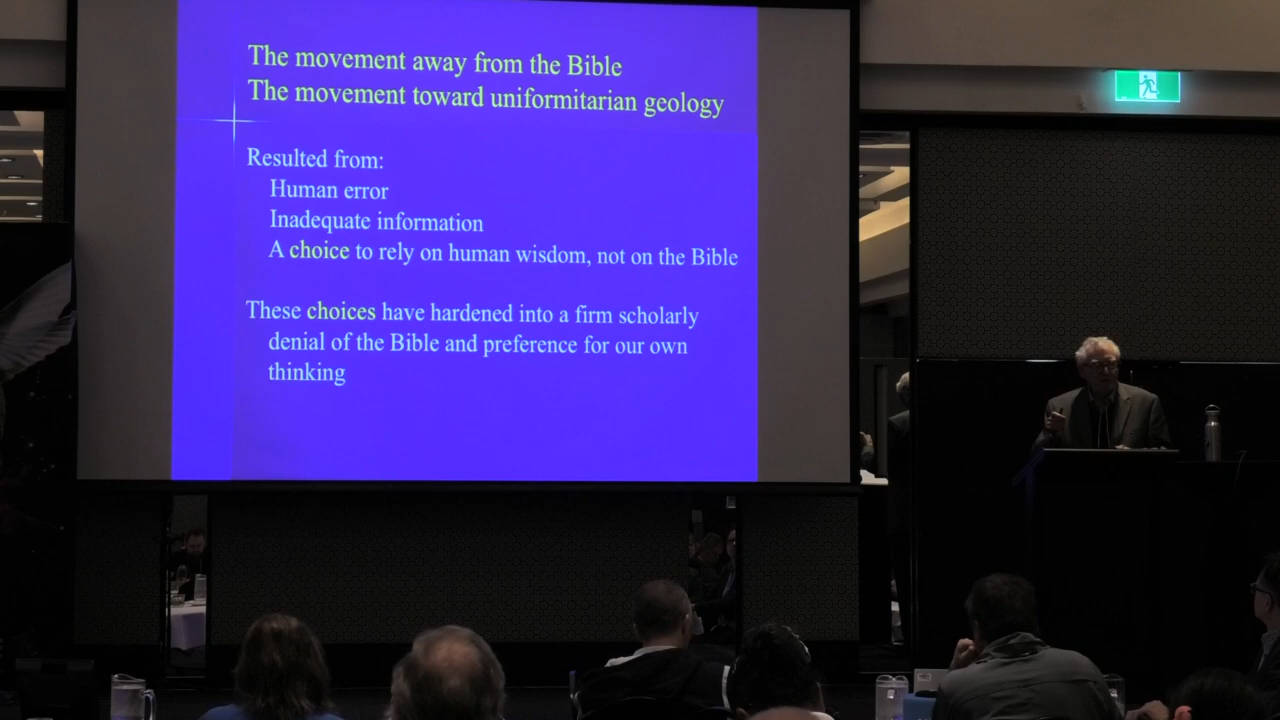 The movement away from the Bible
The movement toward uniformitarian geology
Resulted from:
Human error
Inadequate information
A choice to rely on human wisdom, not on the Bible
These choices have hardened into a firm scholarly
denial of the Bible and preference for our own
thinking